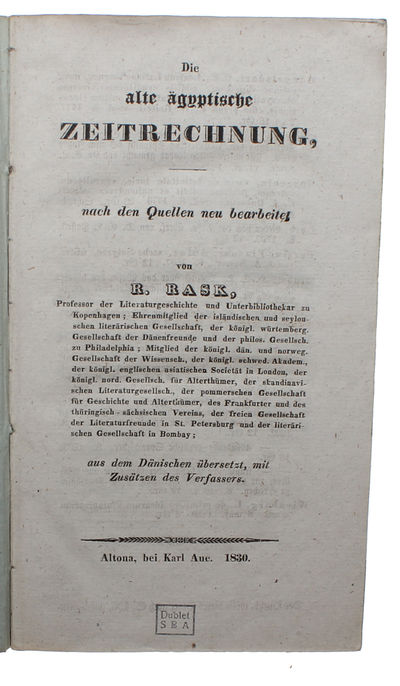 Die
alte ägyptische
ZEITRECHNUNG,
nach den Quellen neu bearbeitet
von
R. RASK,
Professor der Literaturgeschichte und Unterbibliothekar zu
Kopenhagen; Ehrenmitglied der isländischen und seylon-
schen literärischen Gesellschaft, der königl. würtemberg.
Gesellschaft der Dänenfreunde und der philos. Gesellsch.
zu Philadelphia; Mitglied der königl. dän. und norweg.
Gesellschaft der Wissensch., der königl. schwed. Akadem.,
der königl. englischen asiatischen Societät in London, der
königl. nord. Gesellsch. für Alterthümer, der skandinavi-
schen Literaturgesellsch., der pommerschen Gesellschaft
für Geschichte und Alterthümer, des Frankfurter und des
thüringisch-sächsischen Vereins, der freien Gesellschaft
der Literaturfreunde in St. Petersburg und der literäri-
schen Gesellschaft in Bombay;
aus dem Dänischen übersetzt, mit
Zusätzen des Verfassers.
Altona, bei Karl Aue. 1830.
Dublet
S E A